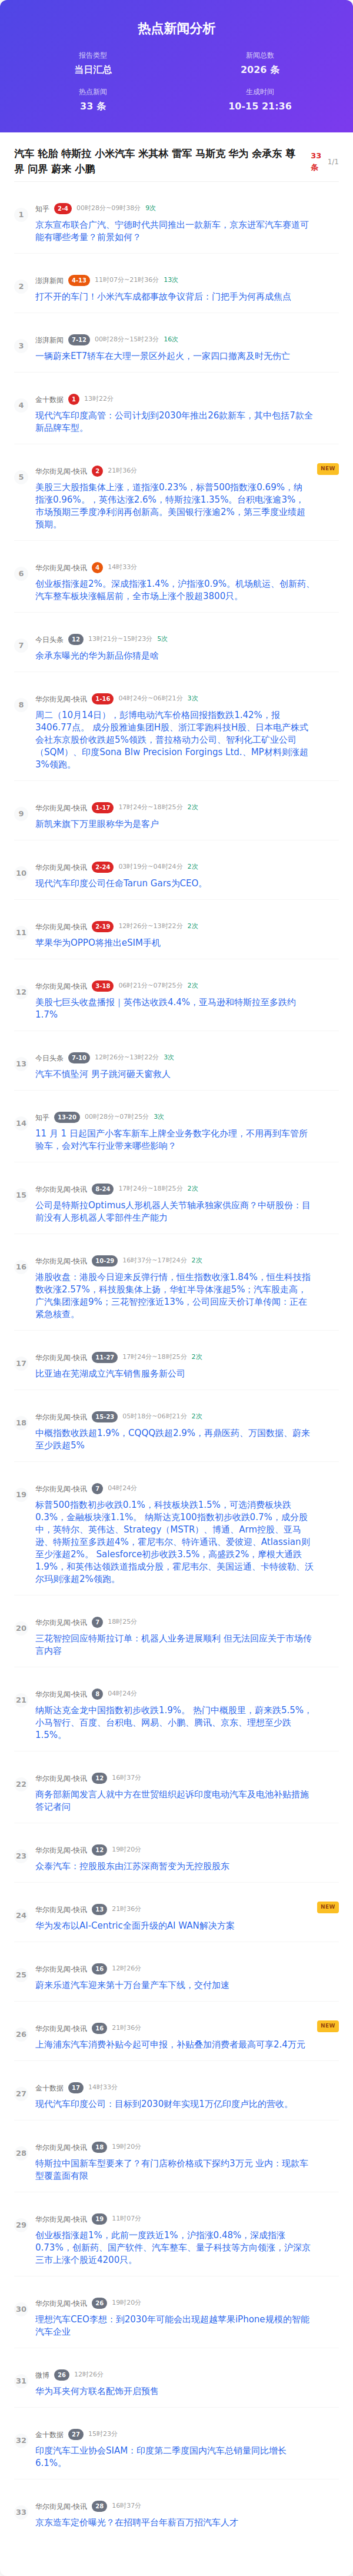 热点新闻分析
报告类型
当日汇总
新闻总数
2026 条
热点新闻
33 条
生成时间
10-15 21:36
汽车 轮胎 特斯拉 小米汽车 米其林 雷军 马斯克 华为 余承东 尊
界 问界 蔚来 小鹏
33
条
1/1
1
知乎 2-4 00时28分~09时38分 9次
京东宣布联合广汽、宁德时代共同推出一款新车，京东进军汽车赛道可
能有哪些考量？前景如何？
2
澎湃新闻 4-13 11时07分~21时36分 13次
打不开的车门！小米汽车成都事故争议背后：门把手为何再成焦点
3
澎湃新闻 7-12 00时28分~15时23分 16次
一辆蔚来ET7轿车在大理一景区外起火，一家四口撤离及时无伤亡
4
金十数据 1 13时22分
现代汽车印度高管：公司计划到2030年推出26款新车，其中包括7款全
新品牌车型。
5
华尔街见闻-快讯 2 21时36分
NEW
美股三大股指集体上涨，道指涨0.23%，标普500指数涨0.69%，纳
指涨0.96%。，英伟达涨2.6%，特斯拉涨1.35%。台积电涨逾3%，
市场预期三季度净利润再创新高。美国银行涨逾2%，第三季度业绩超
预期。
6
华尔街见闻-快讯 4 14时33分
创业板指涨超2%。深成指涨1.4%，沪指涨0.9%。机场航运、创新药、
汽车整车板块涨幅居前，全市场上涨个股超3800只。
7
今日头条 12 13时21分~15时23分 5次
余承东曝光的华为新品你猜是啥
8
华尔街见闻-快讯 1-16 04时24分~06时21分 3次
周二（10月14日），彭博电动汽车价格回报指数跌1.42%，报
3406.77点。 成分股雅迪集团H股、浙江零跑科技H股、日本电产株式
会社东京股价收跌超5%领跌，普拉格动力公司、智利化工矿业公司
（SQM）、印度Sona Blw Precision Forgings Ltd.、MP材料则涨超
3%领跑。
9
华尔街见闻-快讯 1-17 17时24分~18时25分 2次
新凯来旗下万里眼称华为是客户
10
华尔街见闻-快讯 2-24 03时19分~04时24分 2次
现代汽车印度公司任命Tarun Gars为CEO。
11
华尔街见闻-快讯 2-19 12时26分~13时22分 2次
苹果华为OPPO将推出eSIM手机
12
华尔街见闻-快讯 3-18 06时21分~07时25分 2次
美股七巨头收盘播报｜英伟达收跌4.4%，亚马逊和特斯拉至多跌约
1.7%
13
今日头条 7-10 12时26分~13时22分 3次
汽车不慎坠河 男子跳河砸天窗救人
14
知乎 13-20 00时28分~07时25分 3次
11 月 1 日起国产小客车新车上牌全业务数字化办理，不用再到车管所
验车，会对汽车行业带来哪些影响？
15
华尔街见闻-快讯 8-24 17时24分~18时25分 2次
公司是特斯拉Optimus人形机器人关节轴承独家供应商？中研股份：目
前没有人形机器人零部件生产能力
16
华尔街见闻-快讯 10-29 16时37分~17时24分 2次
港股收盘：港股今日迎来反弹行情，恒生指数收涨1.84%，恒生科技指
数收涨2.57%，科技股集体上扬，华虹半导体涨超5%；汽车股走高，
广汽集团涨超9%；三花智控涨近13%，公司回应天价订单传闻：正在
紧急核查。
17
华尔街见闻-快讯 11-27 17时24分~18时25分 2次
比亚迪在芜湖成立汽车销售服务新公司
18
华尔街见闻-快讯 15-23 05时18分~06时21分 2次
中概指数收跌超1.9%，CQQQ跌超2.9%，再鼎医药、万国数据、蔚来
至少跌超5%
19
华尔街见闻-快讯 7 04时24分
标普500指数初步收跌0.1%，科技板块跌1.5%，可选消费板块跌
0.3%，金融板块涨1.1%。 纳斯达克100指数初步收跌0.7%，成分股
中，英特尔、英伟达、Strategy（MSTR）、博通、Arm控股、亚马
逊、特斯拉至多跌超4%，霍尼韦尔、特许通讯、爱彼迎、Atlassian则
至少涨超2%。 Salesforce初步收跌3.5%，高盛跌2%，摩根大通跌
1.9%，和英伟达领跌道指成分股，霍尼韦尔、美国运通、卡特彼勒、沃
尔玛则涨超2%领跑。
20
华尔街见闻-快讯 7 18时25分
三花智控回应特斯拉订单：机器人业务进展顺利 但无法回应关于市场传
言内容
21
华尔街见闻-快讯 8 04时24分
纳斯达克金龙中国指数初步收跌1.9%。 热门中概股里，蔚来跌5.5%，
小马智行、百度、台积电、网易、小鹏、腾讯、京东、理想至少跌
1.5%。
22
华尔街见闻-快讯 12 16时37分
商务部新闻发言人就中方在世贸组织起诉印度电动汽车及电池补贴措施
答记者问
23
华尔街见闻-快讯 12 19时20分
众泰汽车：控股股东由江苏深商暂变为无控股股东
24
华尔街见闻-快讯 13 21时36分
NEW
华为发布以AI-Centric全面升级的AI WAN解决方案
25
华尔街见闻-快讯 16 12时26分
蔚来乐道汽车迎来第十万台量产车下线，交付加速
26
华尔街见闻-快讯 16 21时36分
NEW
上海浦东汽车消费补贴今起可申报，补贴叠加消费者最高可享2.4万元
27
金十数据 17 14时33分
现代汽车印度公司：目标到2030财年实现1万亿印度卢比的营收。
28
华尔街见闻-快讯 18 19时20分
特斯拉中国新车型要来了？有门店称价格或下探约3万元 业内：现款车
型覆盖面有限
29
华尔街见闻-快讯 19 11时07分
创业板指涨超1%，此前一度跌近1%，沪指涨0.48%，深成指涨
0.73%，创新药、国产软件、汽车整车、量子科技等方向领涨，沪深京
三市上涨个股近4200只。
30
华尔街见闻-快讯 26 19时20分
理想汽车CEO李想：到2030年可能会出现超越苹果iPhone规模的智能
汽车企业
31
微博 26 12时26分
华为耳夹何方联名配饰开启预售
32
金十数据 27 15时23分
印度汽车工业协会SIAM：印度第二季度国内汽车总销量同比增长
6.1%。
33
华尔街见闻-快讯 28 16时37分
京东造车定价曝光？在招聘平台年薪百万招汽车人才